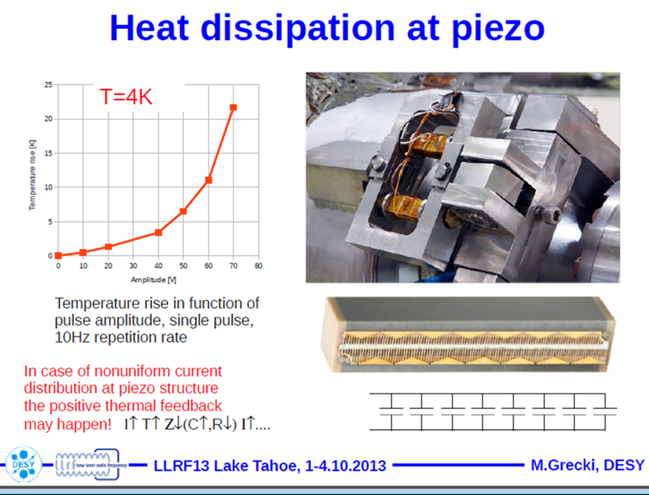 Heat dissipation at piezo
T=4K
25
20
15
10
5
0
Temperature rise [K]
0 10 20 30 40 50 60 70 80
Amplitude [V]
Temperature rise in function of
pulse amplitude, single pulse,
10Hz repetition rate
In case of nonuniform current
distribution at piezo structure
the positive thermal feedback
may happen! I↑ T↑ Z↓(C↑,R↓) I↑....
DESY
LLRF low level radio frequency
LLRF13 Lake Tahoe, 1-4.10.2013
M.Grecki, DESY